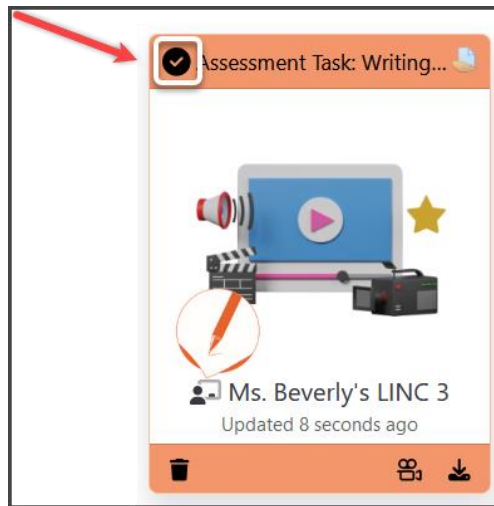 Assessment Task: Writing...
Ms. Beverly's LINC 3
Updated 8 seconds ago